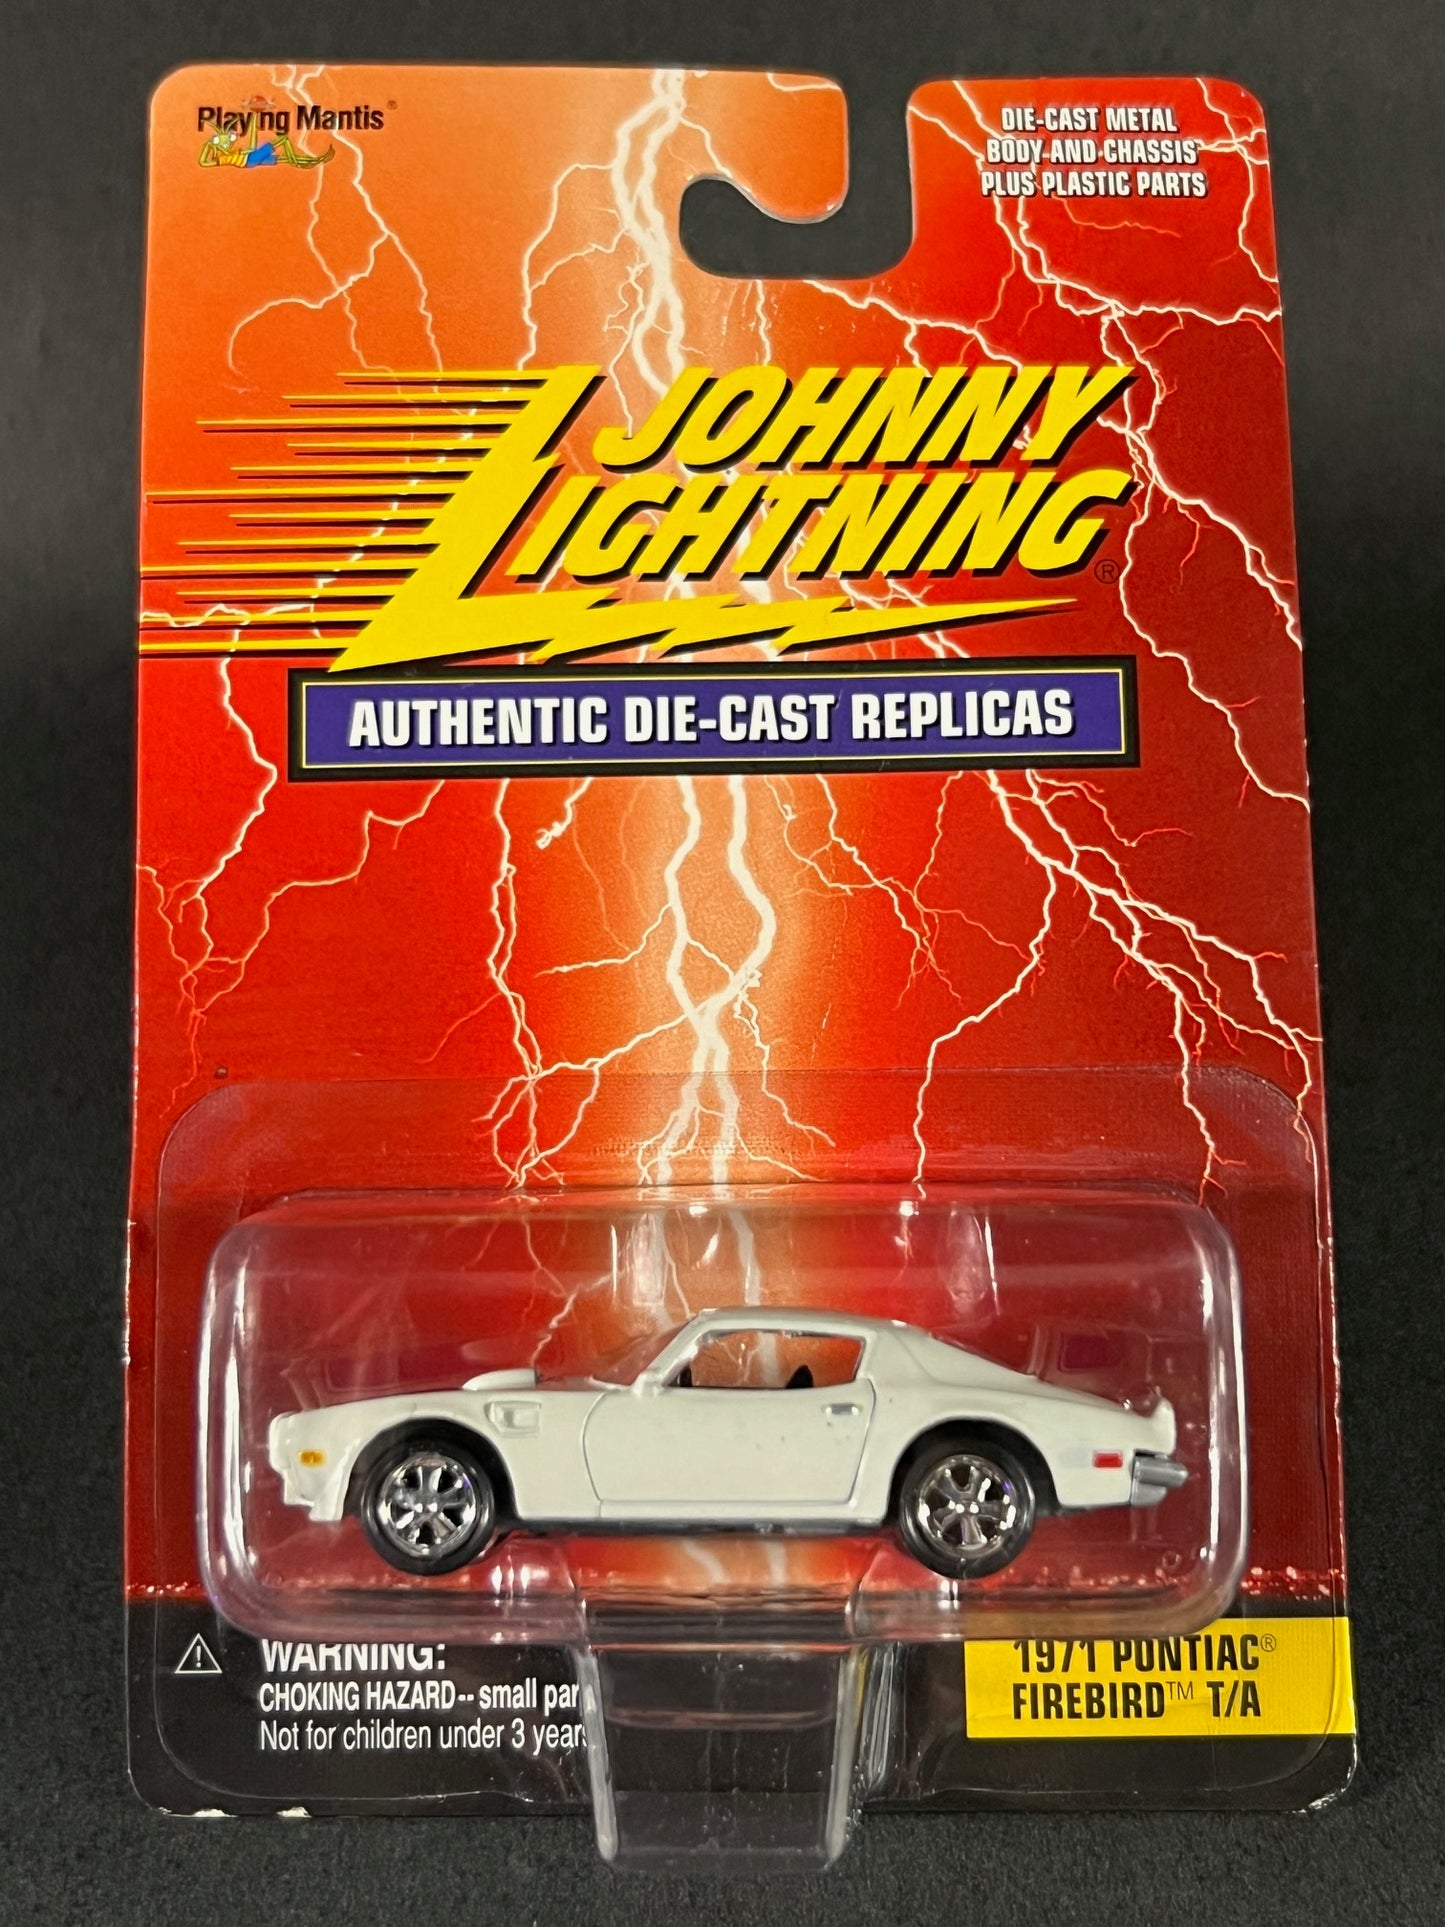 Playing Mantis®
DIE-CAST METAL
BODY AND CHASSIS
PLUS PLASTIC PARTS
JOHNNY
LIGHTNING®
AUTHENTIC DIE-CAST REPLICAS
WARNING:
CHOKING HAZARD -- small par
Not for children under 3 years
1971 PONTIAC®
FIREBIRD™ T/A